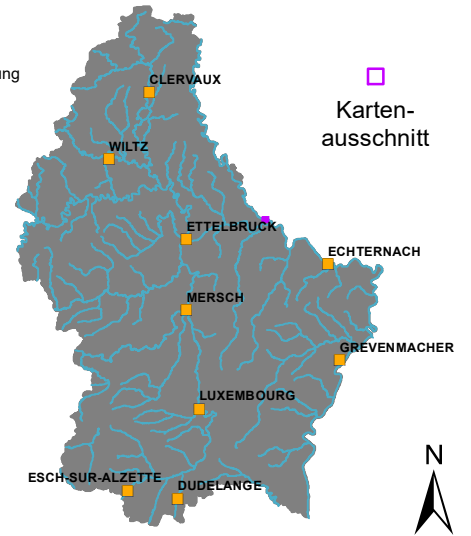 ung
CLERVAUX
Karten-
ausschnitt
WILTZ
ETTELBRUCK
ECHTERNACH
MERSCH
GREVENMACHER
LUXEMBOURG
ESCH-SUR-ALZETTE
DUDELANGE
N